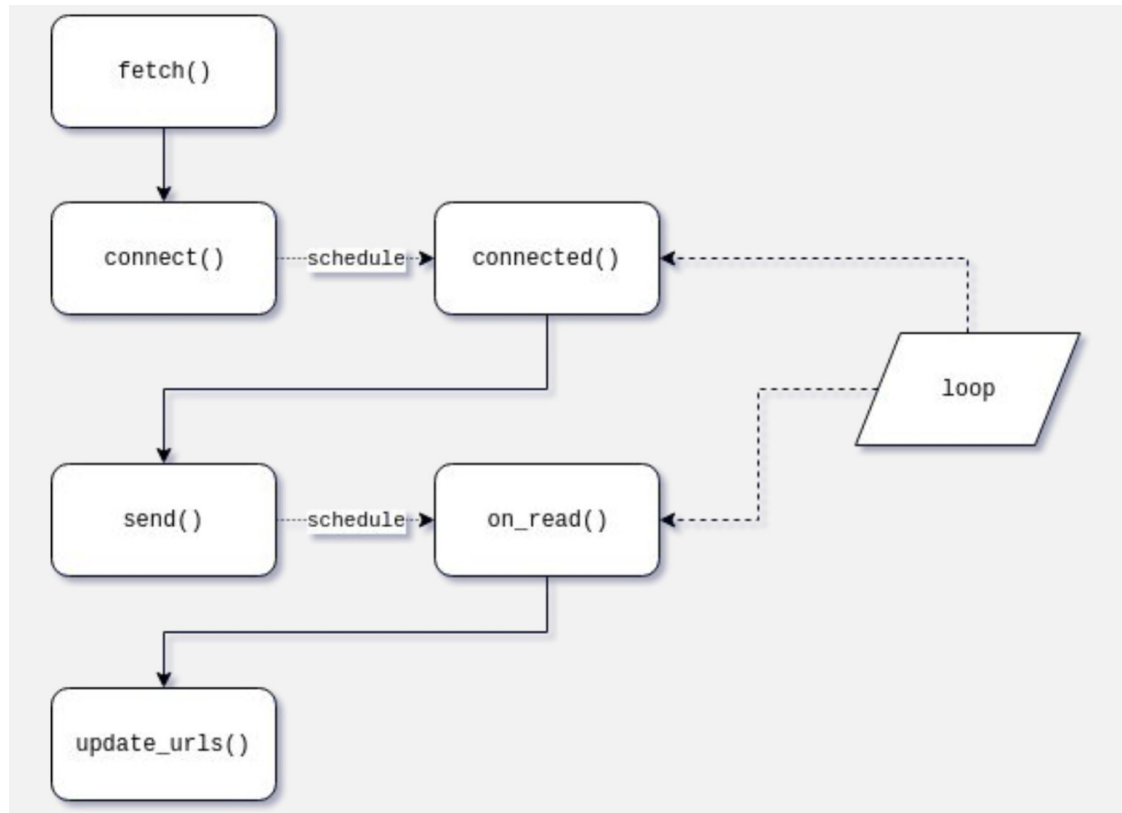 fetch()
connect()
schedule
connected()
loop
send()
schedule
on_read()
update_urls()